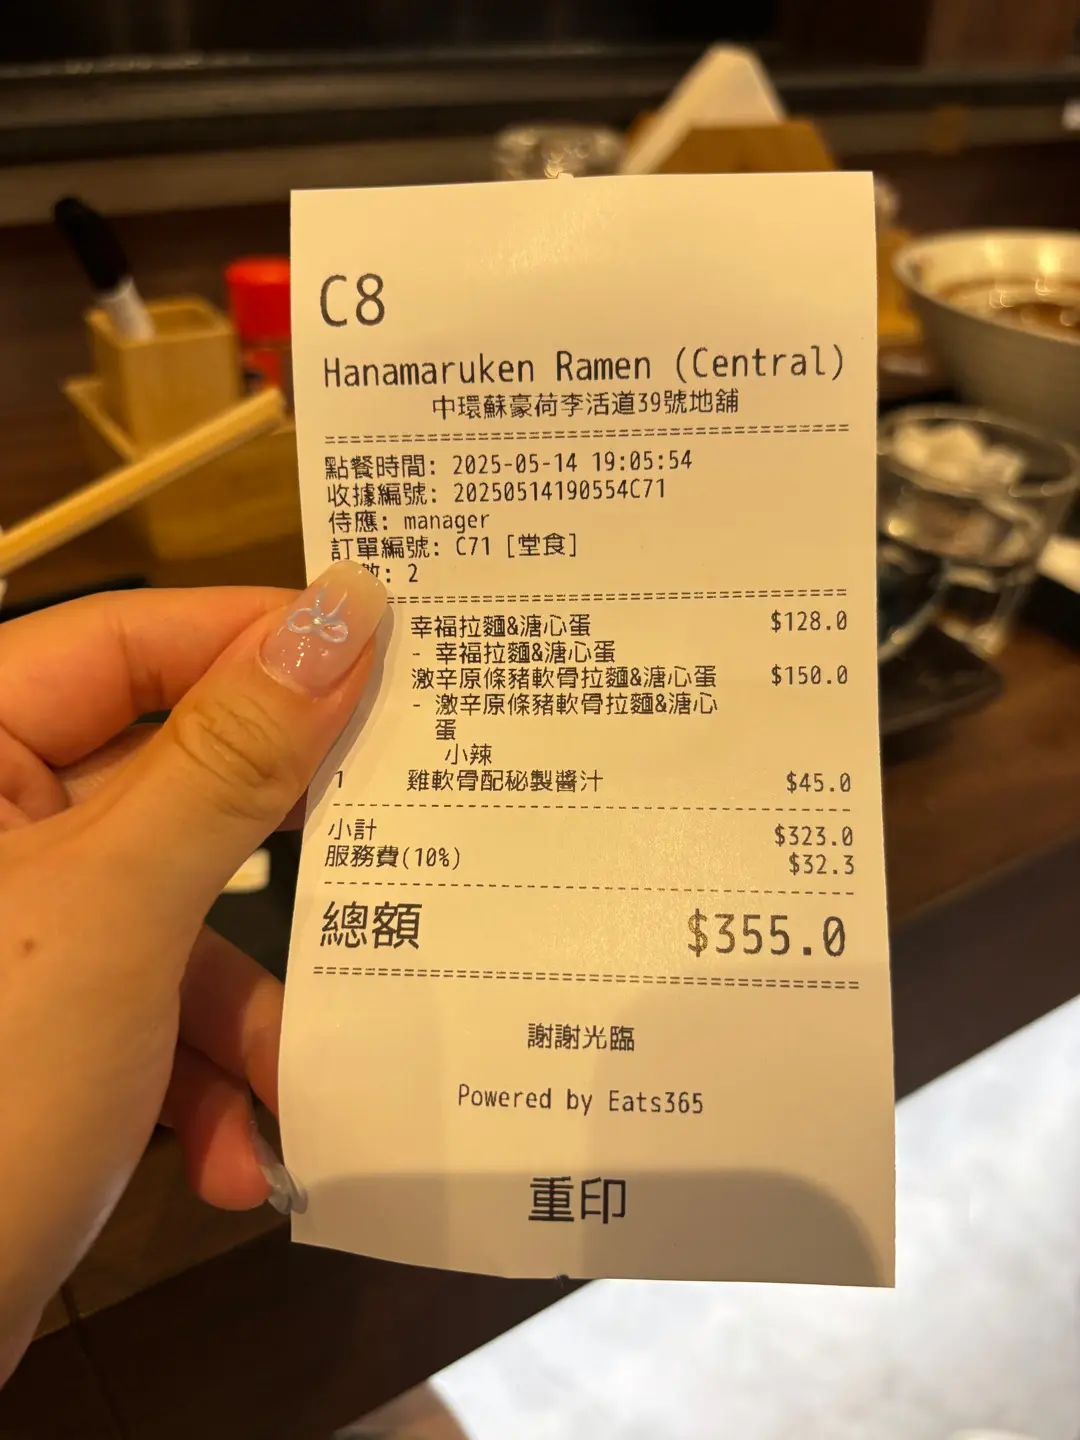 C8
Hanamaruken Ramen (Central)
中環蘇豪荷李活道39號地舖
================================================
點餐時間: 2025-05-14 19:05:54
收據編號: 20250514190554C71
侍應: manager
訂單編號: C71 [堂食]
數: 2
================================================
幸福拉麵&溏心蛋 $128.0
- 幸福拉麵&溏心蛋
激辛原條豬軟骨拉麵&溏心蛋 $150.0
- 激辛原條豬軟骨拉麵&溏心
蛋
小辣
1 雞軟骨配秘製醬汁 $45.0
------------------------------------------------
小計 $323.0
服務費(10%) $32.3
------------------------------------------------
總額 $355.0
================================================
謝謝光臨
Powered by Eats365
重印